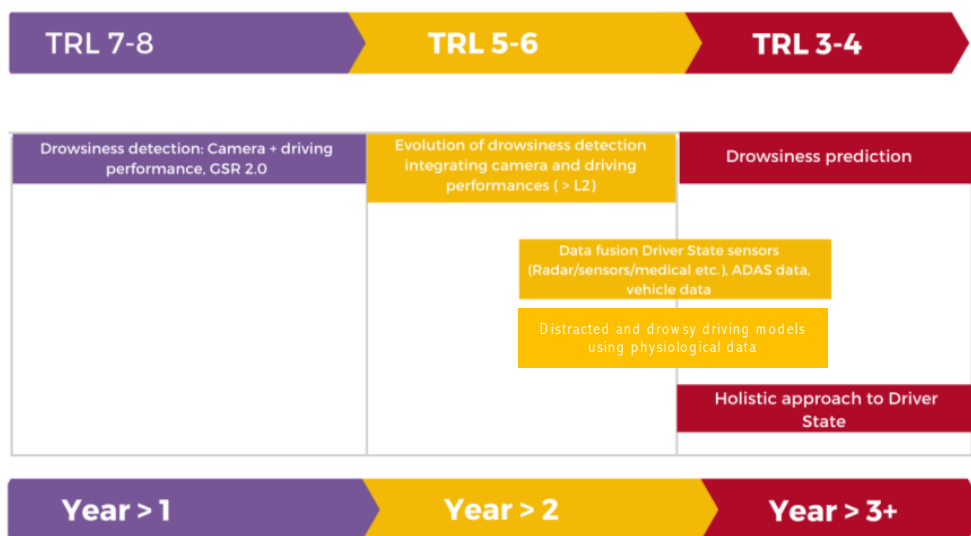 TRL 7-8
TRL 5-6
TRL 3-4
Drowsiness detection: Camera + driving
performance, GSR 2.0
Evolution of drowsiness detection
integrating camera and driving
performances ( > L2)
Drowsiness prediction
Data fusion Driver State sensors
(Radar/sensors/medical etc.), ADAS data,
vehicle data
Distracted and drowsy driving models
using physiological data
Holistic approach to Driver
State
Year > 1
Year > 2
Year > 3+